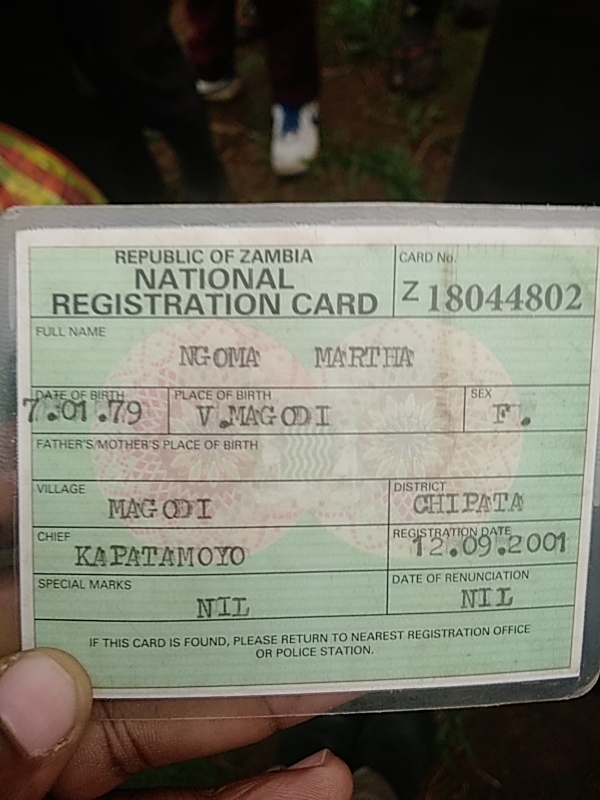 REPUBLIC OF ZAMBIA
NATIONAL
REGISTRATION CARD
CARD No.
Z 18044802
FULL NAME
NGOMA MARTHA
DATE OF BIRTH
7.01.79
PLACE OF BIRTH
V.MAGODI
SEX
F.
FATHER'S/MOTHER'S PLACE OF BIRTH
VILLAGE
MAGODI
DISTRICT
CHIPATA
CHIEF
KAPATAMOYO
REGISTRATION DATE
12.09.2001
SPECIAL MARKS
NIL
DATE OF RENUNCIATION
NIL
IF THIS CARD IS FOUND, PLEASE RETURN TO NEAREST REGISTRATION OFFICE
OR POLICE STATION.